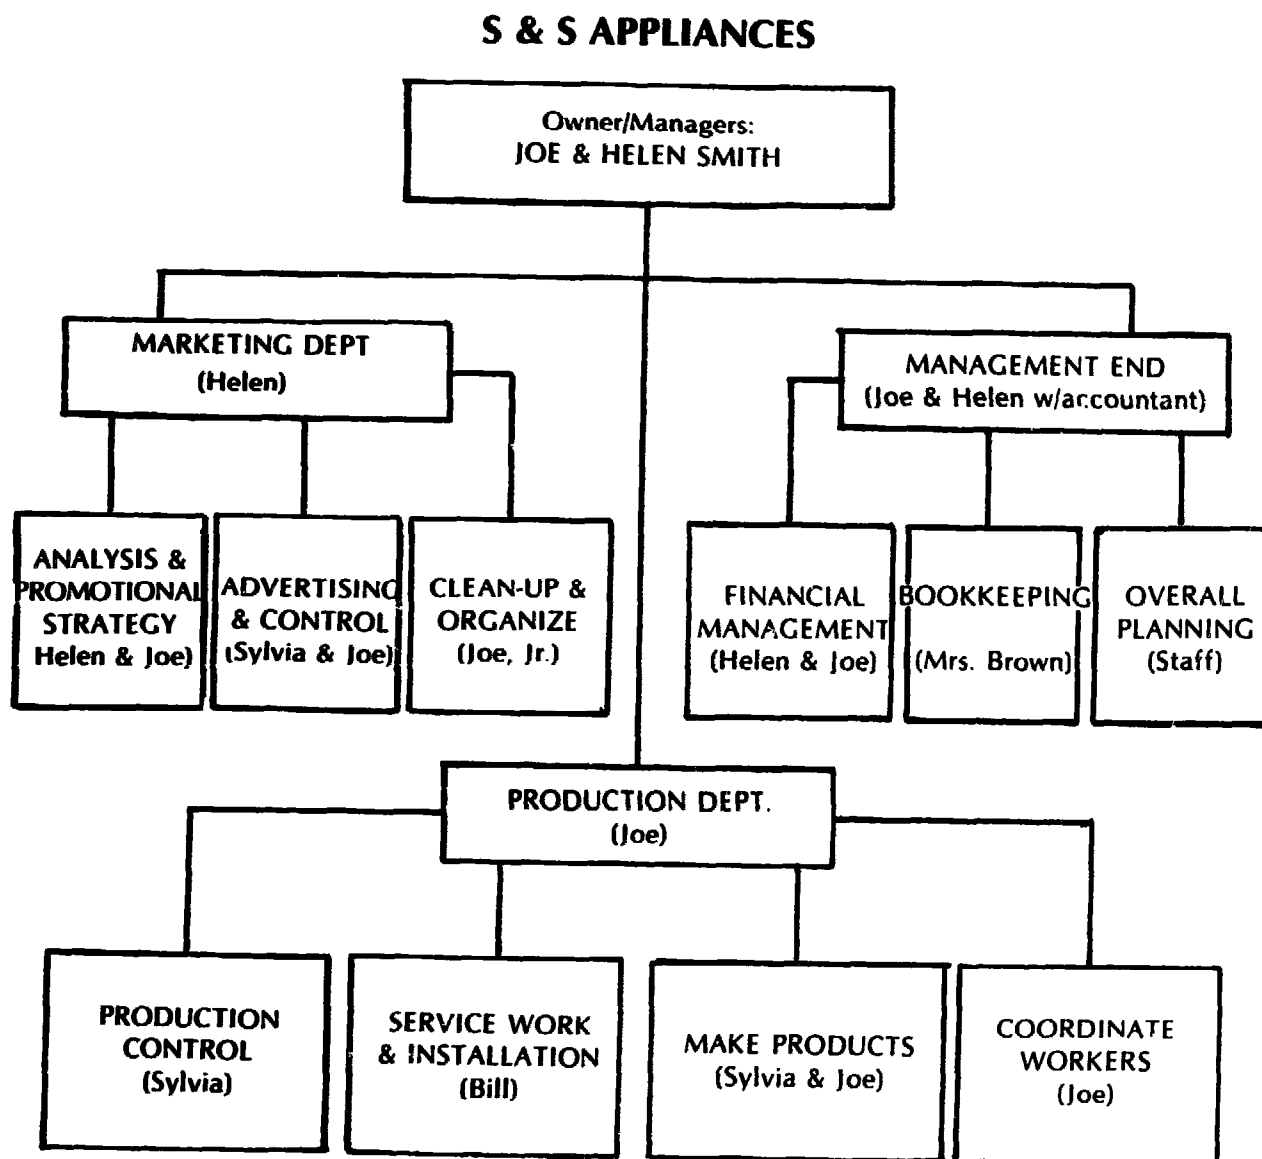 S & S APPLIANCES
Owner/Managers:
JOE & HELEN SMITH
MARKETING DEPT
(Helen)
MANAGEMENT END
(Joe & Helen w/accountant)
ANALYSIS &
PROMOTIONAL
STRATEGY
Helen & Joe)
ADVERTISING
& CONTROL
(Sylvia & Joe)
CLEAN-UP &
ORGANIZE
(Joe, Jr.)
FINANCIAL
MANAGEMENT
(Helen & Joe)
BOOKKEEPING
(Mrs. Brown)
OVERALL
PLANNING
(Staff)
PRODUCTION DEPT.
(Joe)
PRODUCTION
CONTROL
(Sylvia)
SERVICE WORK
& INSTALLATION
(Bill)
MAKE PRODUCTS
(Sylvia & Joe)
COORDINATE
WORKERS
(Joe)